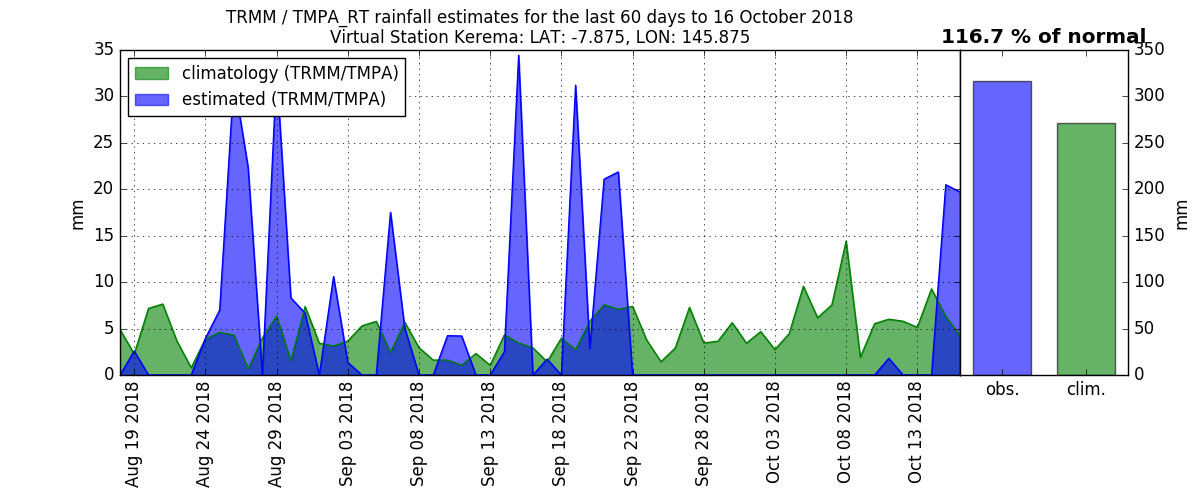 TRMM / TMPA_RT rainfall estimates for the last 60 days to 16 October 2018
Virtual Station Kerema: LAT: -7.875, LON: 145.875
116.7 % of normal
climatology (TRMM/TMPA)
estimated (TRMM/TMPA)
35
30
25
20
15
10
5
0
mm
Aug 19 2018
Aug 24 2018
Aug 29 2018
Sep 03 2018
Sep 08 2018
Sep 13 2018
Sep 18 2018
Sep 23 2018
Sep 28 2018
Oct 03 2018
Oct 08 2018
Oct 13 2018
obs.
clim.
350
300
250
200
150
100
50
0
mm